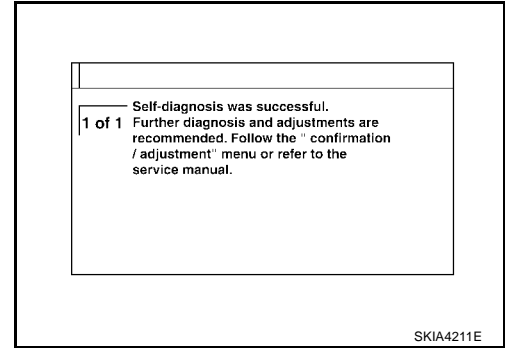 Self-diagnosis was successful.
1 of 1 Further diagnosis and adjustments are
recommended. Follow the " confirmation
/ adjustment" menu or refer to the
service manual.
SKIA4211E